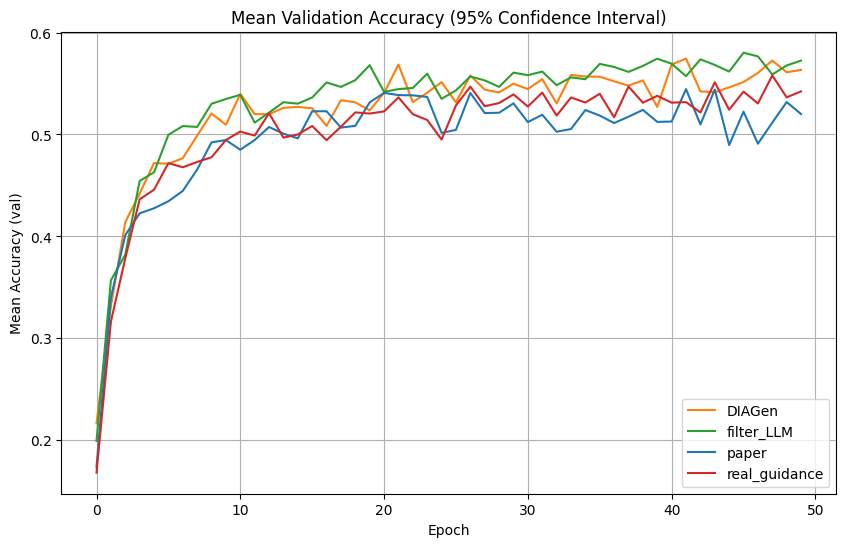 Mean Validation Accuracy (95% Confidence Interval)
0.6
0.5
0.4
0.3
0.2
Mean Accuracy (val)
0
10
20
30
40
50
Epoch
DIAGen
filter_LLM
paper
real_guidance